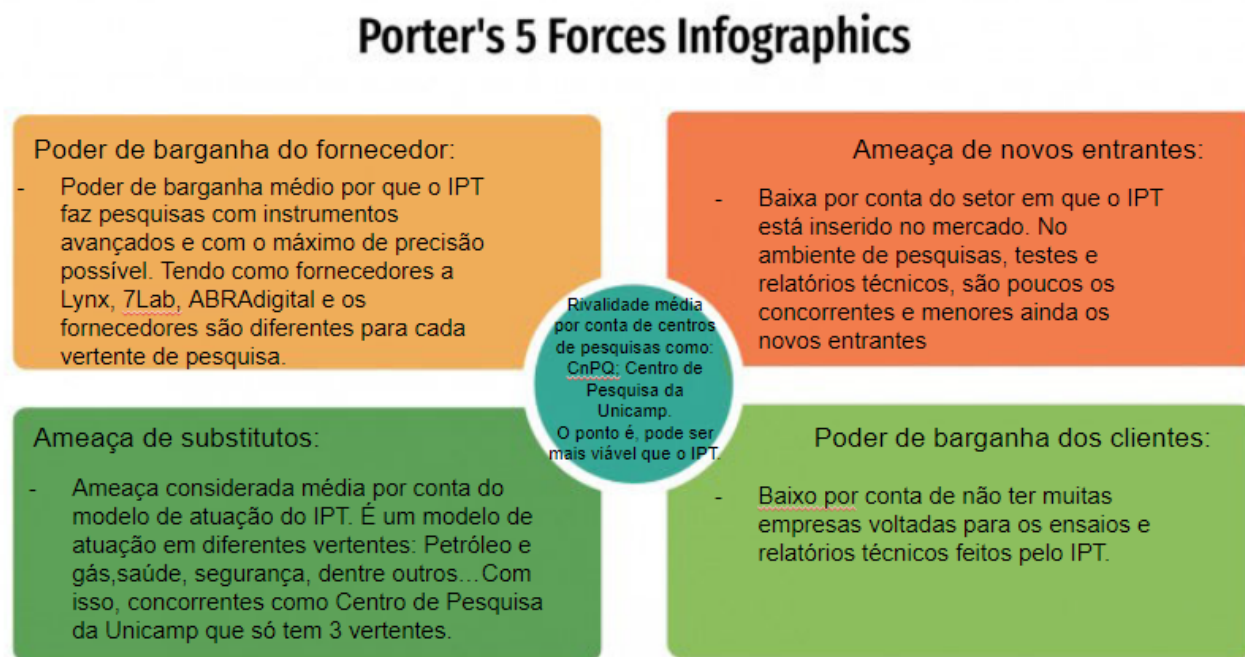 Porter's 5 Forces Infographics
Poder de barganha do fornecedor:
- Poder de barganha médio por que o IPT
faz pesquisas com instrumentos
avançados e com o máximo de precisão
possível. Tendo como fornecedores a
Lynx, 7Lab, ABRAdigital e os
fornecedores são diferentes para cada
vertente de pesquisa.
Ameaça de novos entrantes:
- Baixa por conta do setor em que o IPT
está inserido no mercado. No
ambiente de pesquisas, testes e
relatórios técnicos, são poucos os
concorrentes e menores ainda os
novos entrantes
Rivalidade média
por conta de centros
de pesquisas como:
CnPQ; Centro de
Pesquisa da
Unicamp.
O ponto é, pode ser
mais viável que o IPT.
Ameaça de substitutos:
- Ameaça considerada média por conta do
modelo de atuação do IPT. É um modelo de
atuação em diferentes vertentes: Petróleo e
gás,saúde, segurança, dentre outros...Com
isso, concorrentes como Centro de Pesquisa
da Unicamp que só tem 3 vertentes.
Poder de barganha dos clientes:
- Baixo por conta de não ter muitas
empresas voltadas para os ensaios e
relatórios técnicos feitos pelo IPT.